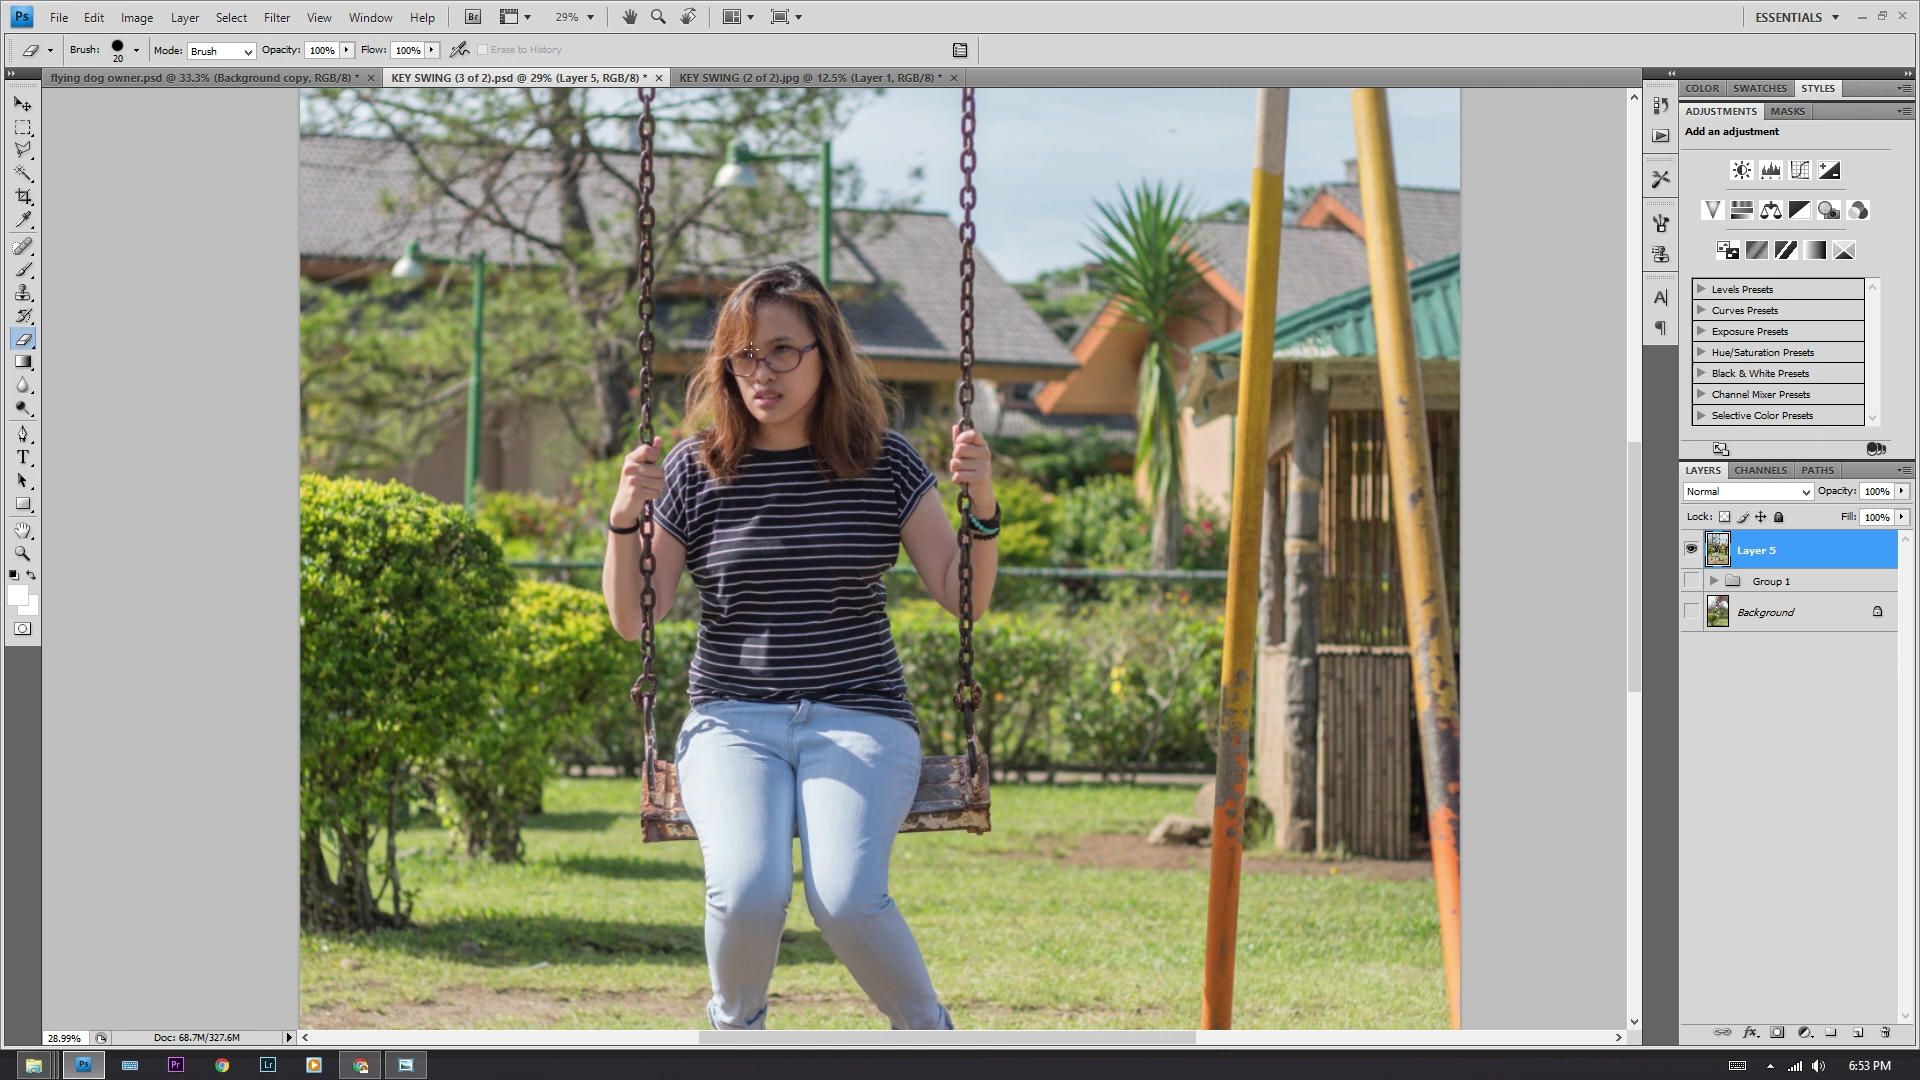 Ps File Edit Image Layer Select Filter View Window Help Br 29% ESSENTIALS
Brush: 20 Mode: Brush Opacity: 100% Flow: 100% Erase to History
flying dog owner.psd @ 33.3% (Background copy, RGB/8) * KEY SWING (3 of 2).psd @ 29% (Layer 5, RGB/8) * KEY SWING (2 of 2).jpg @ 12.5% (Layer 1, RGB/8) *
COLOR SWATCHES STYLES
ADJUSTMENTS MASKS
Add an adjustment
Levels Presets
Curves Presets
Exposure Presets
Hue/Saturation Presets
Black & White Presets
Channel Mixer Presets
Selective Color Presets
LAYERS CHANNELS PATHS
Normal Opacity: 100%
Lock: Fill: 100%
Layer 5
Group 1
Background
28.99% Doc: 68.7M/327.6M
Ps Pr Lr 6:53 PM